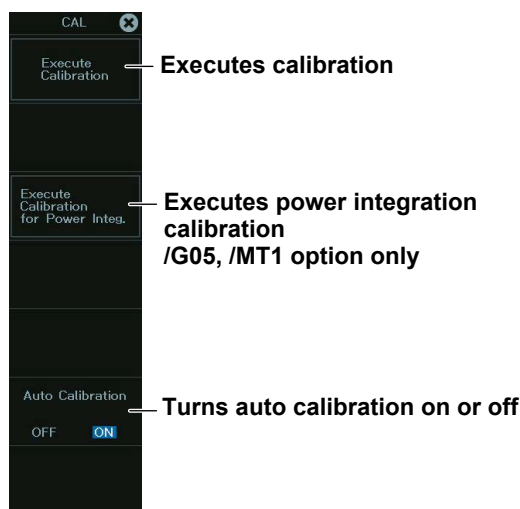 CAL
Execute
Calibration
Executes calibration
Execute
Calibration
for Power Integ.
Executes power integration
calibration
/G05, /MT1 option only
Auto Calibration
OFF ON
Turns auto calibration on or off